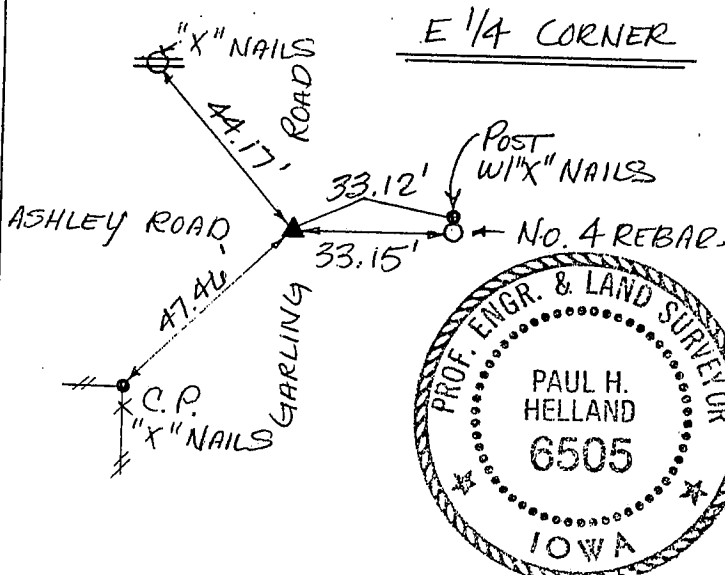 E 1/4 CORNER
"X" NAILS
ROAD
44.17'
POST
W/"X" NAILS
33.12'
ASHLEY ROAD
NO. 4 REBAR
33.15'
47.46'
GARLING
C.P.
"X" NAILS
PROF. ENGR. & LAND SURVEYOR
PAUL H.
HELLAND
6505
IOWA